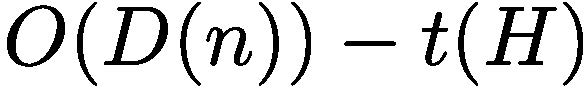 O(D(n)) − t(H)